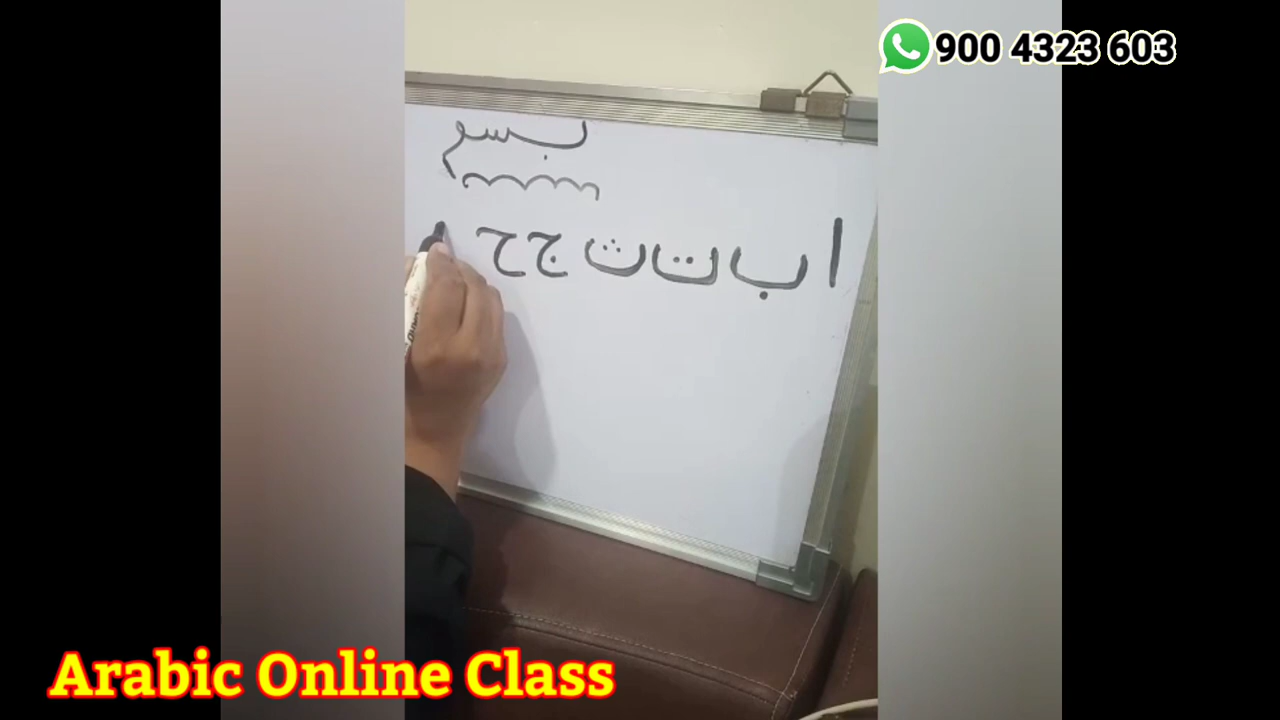 900 4323 603
بسم
ا ب ت ث ج ح
Arabic Online Class